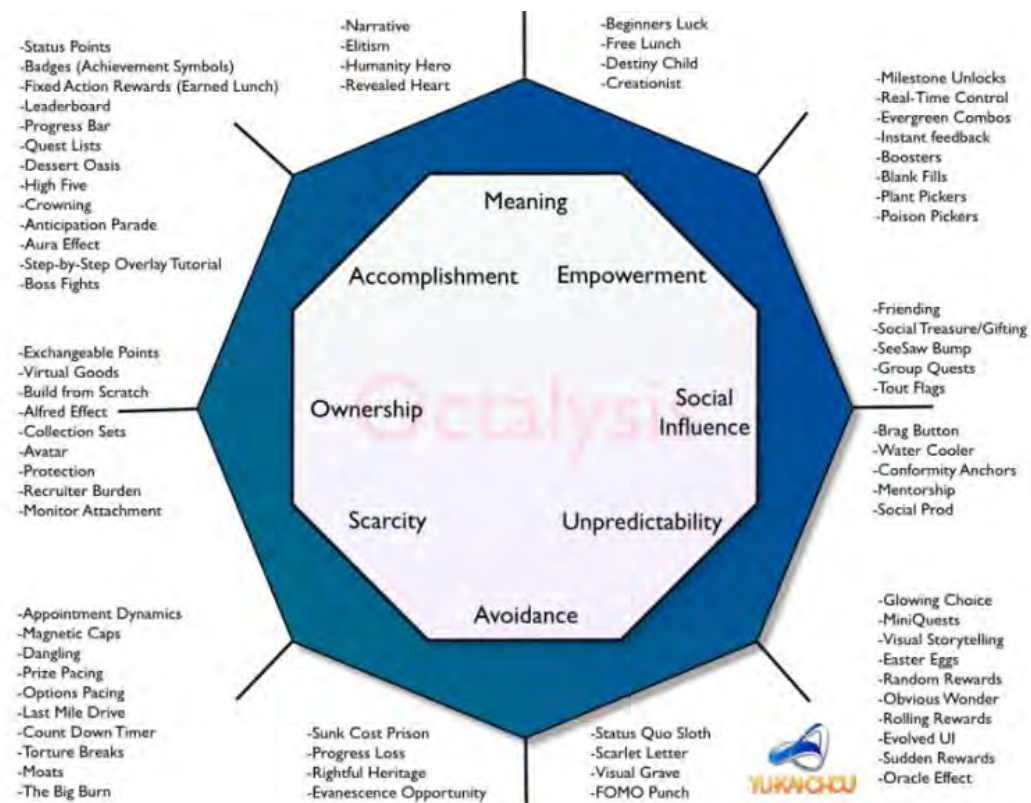 -Narrative
-Elitism
-Humanity Hero
-Revealed Heart
-Beginners Luck
-Free Lunch
-Destiny Child
-Creationist
-Status Points
-Badges (Achievement Symbols)
-Fixed Action Rewards (Earned Lunch)
-Leaderboard
-Progress Bar
-Quest Lists
-Dessert Oasis
-High Five
-Crowning
-Anticipation Parade
-Aura Effect
-Step-by-Step Overlay Tutorial
-Boss Fights
-Milestone Unlocks
-Real-Time Control
-Evergreen Combos
-Instant feedback
-Boosters
-Blank Fills
-Plant Pickers
-Poison Pickers
Meaning
Accomplishment
Empowerment
Ownership
Social
Influence
Scarcity
Unpredictability
Avoidance
Octalysis
-Exchangeable Points
-Virtual Goods
-Build from Scratch
-Alfred Effect
-Collection Sets
-Avatar
-Protection
-Recruiter Burden
-Monitor Attachment
-Friending
-Social Treasure/Gifting
-SeeSaw Bump
-Group Quests
-Tout Flags
-Brag Button
-Water Cooler
-Conformity Anchors
-Mentorship
-Social Prod
-Appointment Dynamics
-Magnetic Caps
-Dangling
-Prize Pacing
-Options Pacing
-Last Mile Drive
-Count Down Timer
-Torture Breaks
-Moats
-The Big Burn
-Sunk Cost Prison
-Progress Loss
-Rightful Heritage
-Evanescence Opportunity
-Status Quo Sloth
-Scarlet Letter
-Visual Grave
-FOMO Punch
-Glowing Choice
-MiniQuests
-Visual Storytelling
-Easter Eggs
-Random Rewards
-Obvious Wonder
-Rolling Rewards
-Evolved UI
-Sudden Rewards
-Oracle Effect
YUKAI CHOU